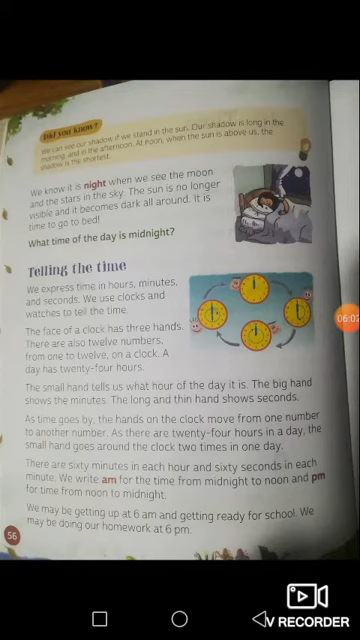 Did you know?
We can see our shadow if we stand in the sun. Our shadow is long in the
morning, and in the afternoon. At noon, when the sun is above us, the
shadow is the shortest.
We know it is night when we see the moon
and the stars in the sky. The sun is no longer
visible and it becomes dark all around. It is
time to go to bed!
What time of the day is midnight?
Telling the time
We express time in hours, minutes,
and seconds. We use clocks and
watches to tell the time.
The face of a clock has three hands.
There are also twelve numbers,
from one to twelve, on a clock. A
day has twenty-four hours.
The small hand tells us what hour of the day it is. The big hand
shows the minutes. The long and thin hand shows seconds.
As time goes by, the hands on the clock move from one number
to another number. As there are twenty-four hours in a day, the
small hand goes around the clock two times in one day.
There are sixty minutes in each hour and sixty seconds in each
minute. We write am for the time from midnight to noon and pm
for time from noon to midnight.
We may be getting up at 6 am and getting ready for school. We
may be doing our homework at 6 pm.
56
06:02
V RECORDER